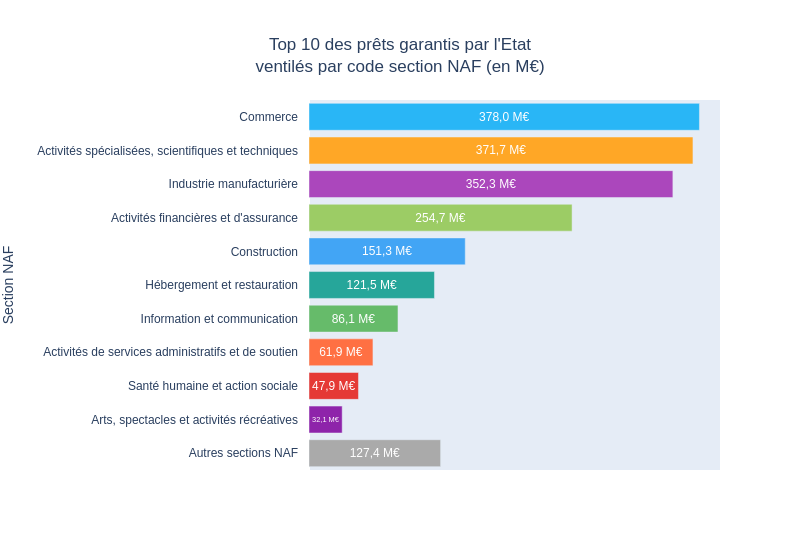 Top 10 des prêts garantis par l'Etat
ventilés par code section NAF (en M€)
Section NAF
Commerce 378,0 M€
Activités spécialisées, scientifiques et techniques 371,7 M€
Industrie manufacturière 352,3 M€
Activités financières et d'assurance 254,7 M€
Construction 151,3 M€
Hébergement et restauration 121,5 M€
Information et communication 86,1 M€
Activités de services administratifs et de soutien 61,9 M€
Santé humaine et action sociale 47,9 M€
Arts, spectacles et activités récréatives 32,1 M€
Autres sections NAF 127,4 M€